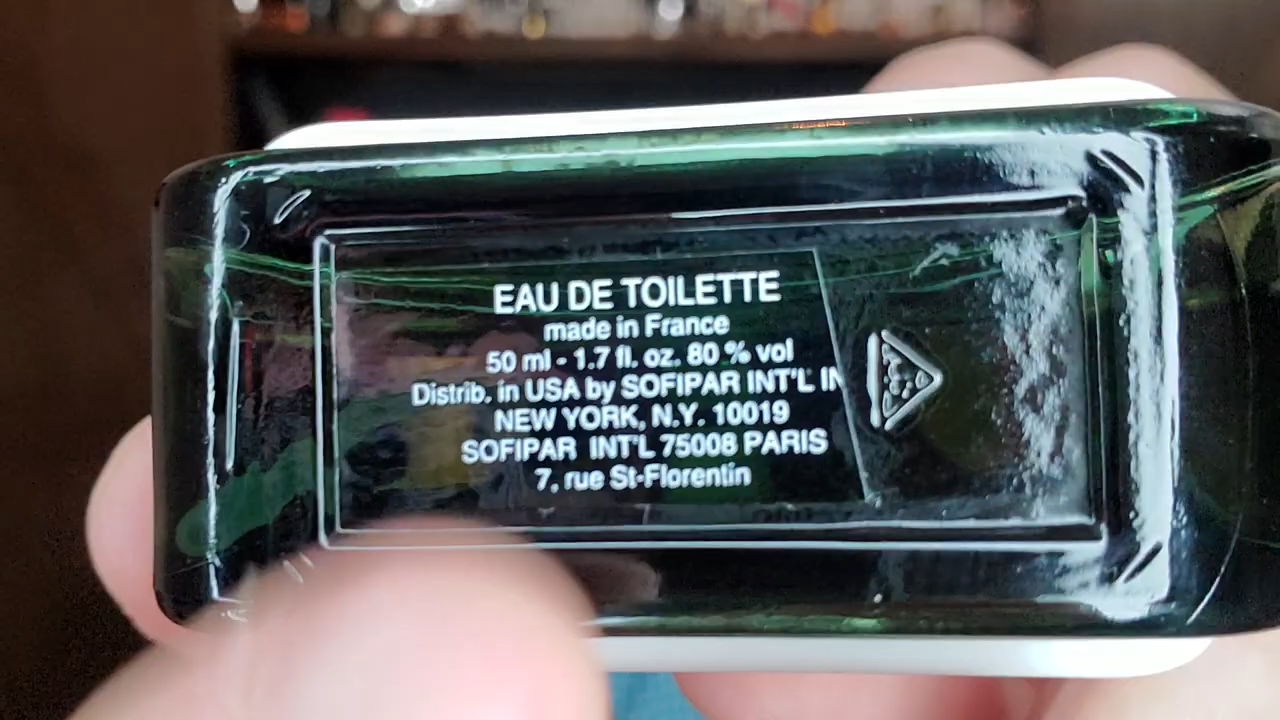 EAU DE TOILETTE
made in France
50 ml - 1.7 fl. oz. 80 % vol
Distrib. in USA by SOFIPAR INT'L IN
NEW YORK, N.Y. 10019
SOFIPAR INT'L 75008 PARIS
7, rue St-Florentin